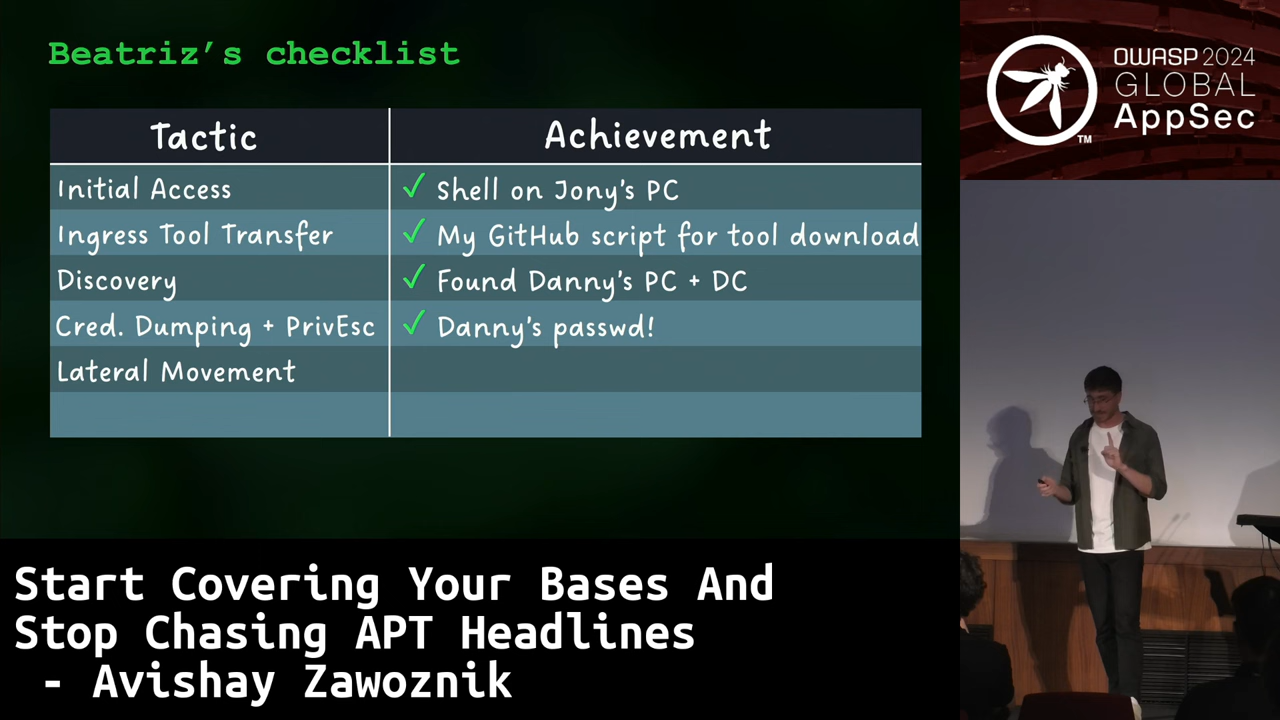 Beatriz's checklist
Tactic Achievement
Initial Access ✓ Shell on Jony's PC
Ingress Tool Transfer ✓ My GitHub script for tool download
Discovery ✓ Found Danny's PC + DC
Cred. Dumping + PrivEsc ✓ Danny's passwd!
Lateral Movement
OWASP 2024
GLOBAL
AppSec
TM
Start Covering Your Bases And
Stop Chasing APT Headlines
- Avishay Zawoznik